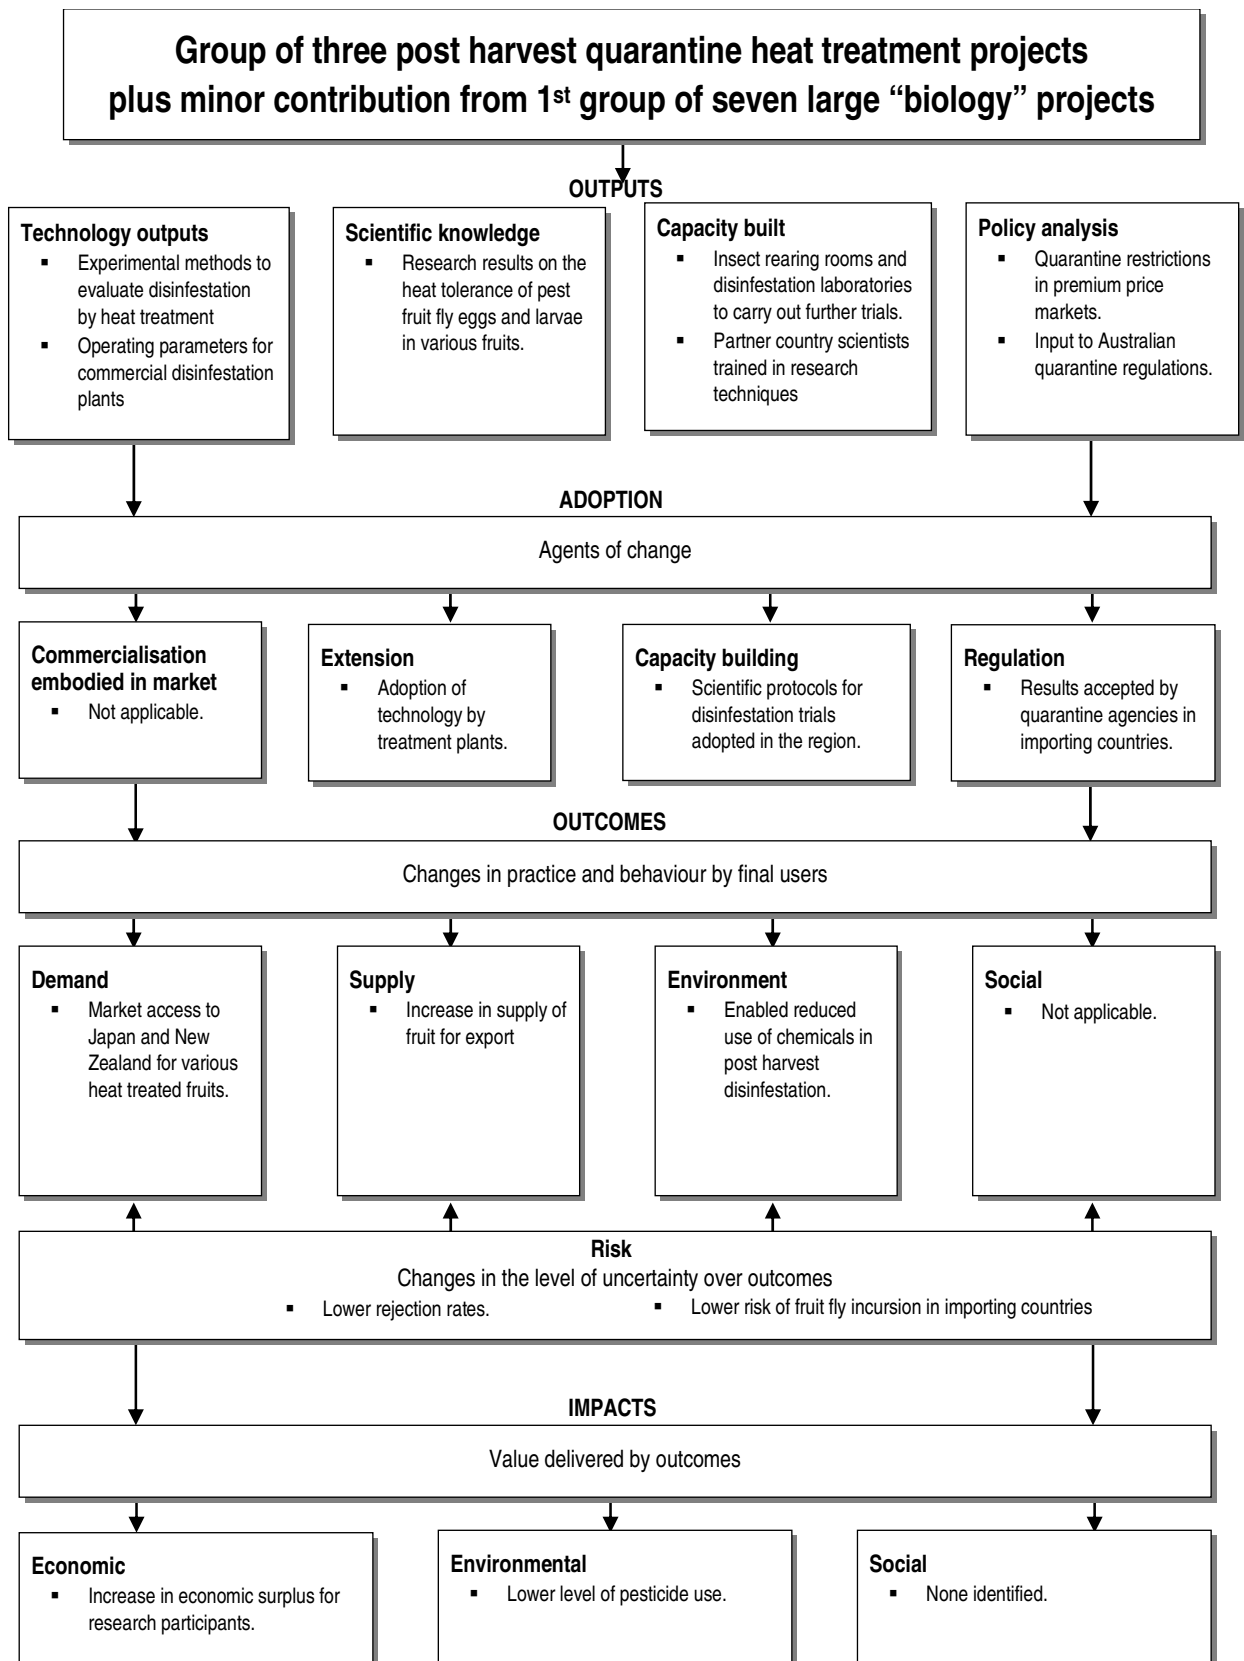 Group of three post harvest quarantine heat treatment projects
plus minor contribution from 1st group of seven large “biology” projects
OUTPUTS
Technology outputs
▪ Experimental methods to
evaluate disinfestation
by heat treatment
▪ Operating parameters for
commercial disinfestation
plants
Scientific knowledge
▪ Research results on the
heat tolerance of pest
fruit fly eggs and larvae
in various fruits.
Capacity built
▪ Insect rearing rooms and
disinfestation laboratories
to carry out further trials.
▪ Partner country scientists
trained in research
techniques
Policy analysis
▪ Quarantine restrictions
in premium price
markets.
▪ Input to Australian
quarantine regulations.
ADOPTION
Agents of change
Commercialisation
embodied in market
▪ Not applicable.
Extension
▪ Adoption of
technology by
treatment plants.
Capacity building
▪ Scientific protocols for
disinfestation trials
adopted in the region.
Regulation
▪ Results accepted by
quarantine agencies in
importing countries.
OUTCOMES
Changes in practice and behaviour by final users
Demand
▪ Market access to
Japan and New
Zealand for various
heat treated fruits.
Supply
▪ Increase in supply of
fruit for export
Environment
▪ Enabled reduced
use of chemicals in
post harvest
disinfestation.
Social
▪ Not applicable.
Risk
Changes in the level of uncertainty over outcomes
▪ Lower rejection rates.
▪ Lower risk of fruit fly incursion in importing countries
IMPACTS
Value delivered by outcomes
Economic
▪ Increase in economic surplus for
research participants.
Environmental
▪ Lower level of pesticide use.
Social
▪ None identified.